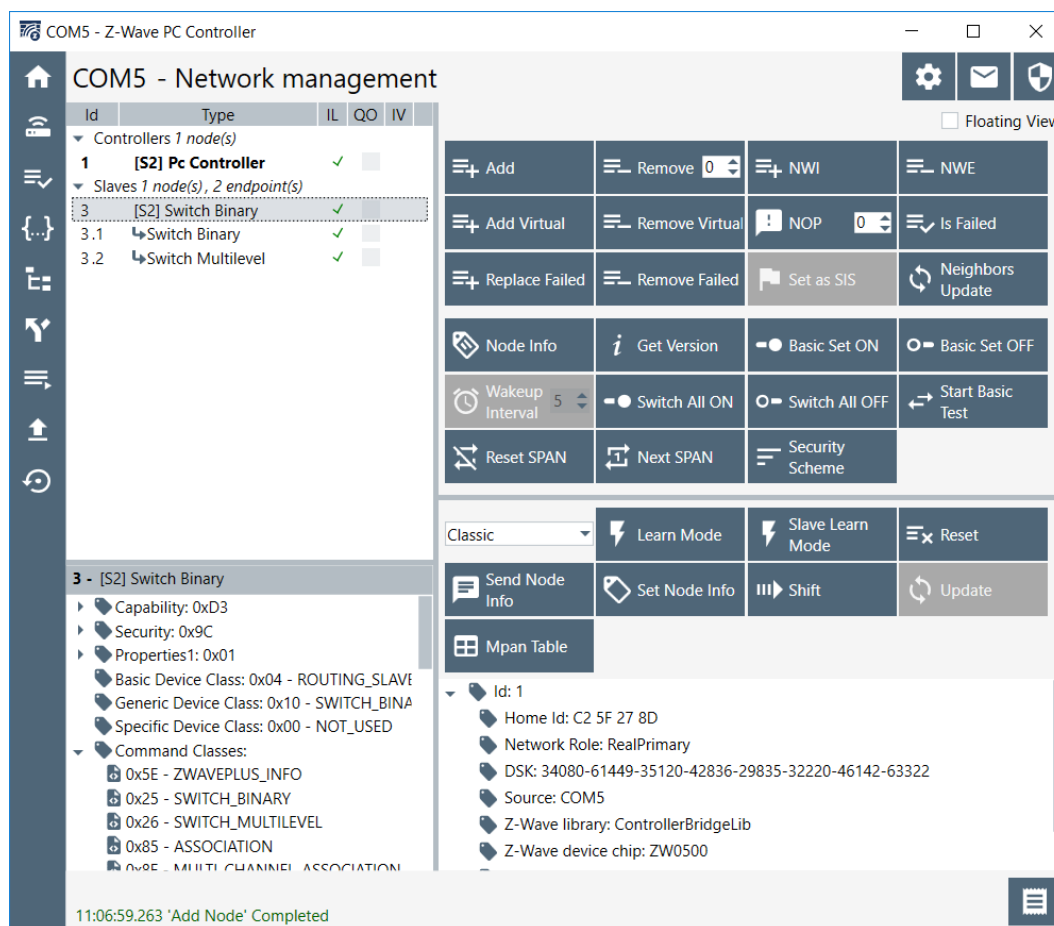 COM5 - Z-Wave PC Controller
COM5 - Network management
Floating View
Id Type IL QO IV
Controllers 1 node(s)
1 [S2] Pc Controller
Slaves 1 node(s), 2 endpoint(s)
3 [S2] Switch Binary
3.1 Switch Binary
3.2 Switch Multilevel
Add Remove 0 NWI NWE
Add Virtual Remove Virtual NOP 0 Is Failed
Replace Failed Remove Failed Set as SIS Neighbors Update
Node Info Get Version Basic Set ON Basic Set OFF
Wakeup Interval 5 Switch All ON Switch All OFF Start Basic Test
Reset SPAN Next SPAN Security Scheme
Classic Learn Mode Slave Learn Mode Reset
Send Node Info Set Node Info Shift Update
Mpan Table
3 - [S2] Switch Binary
Capability: 0xD3
Security: 0x9C
Properties1: 0x01
Basic Device Class: 0x04 - ROUTING_SLAVE
Generic Device Class: 0x10 - SWITCH_BINA
Specific Device Class: 0x00 - NOT_USED
Command Classes:
0x5E - ZWAVEPLUS_INFO
0x25 - SWITCH_BINARY
0x26 - SWITCH_MULTILEVEL
0x85 - ASSOCIATION
0x8E - MULTI_CHANNEL_ASSOCIATION
Id: 1
Home Id: C2 5F 27 8D
Network Role: RealPrimary
DSK: 34080-61449-35120-42836-29835-32220-46142-63322
Source: COM5
Z-Wave library: ControllerBridgeLib
Z-Wave device chip: ZW0500
11:06:59.263 'Add Node' Completed